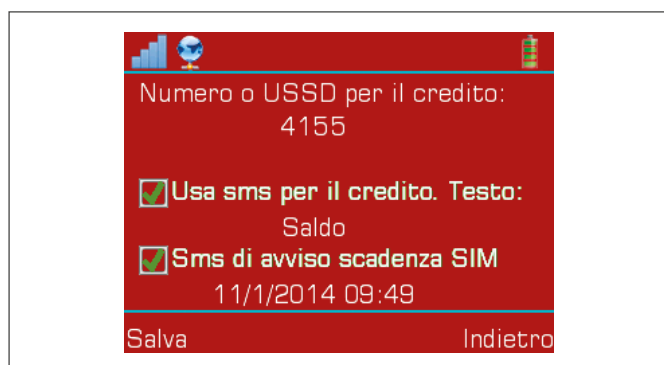 Numero o USSD per il credito:
4155
Usa sms per il credito. Testo:
Saldo
Sms di avviso scadenza SIM
11/1/2014 09:49
Salva Indietro